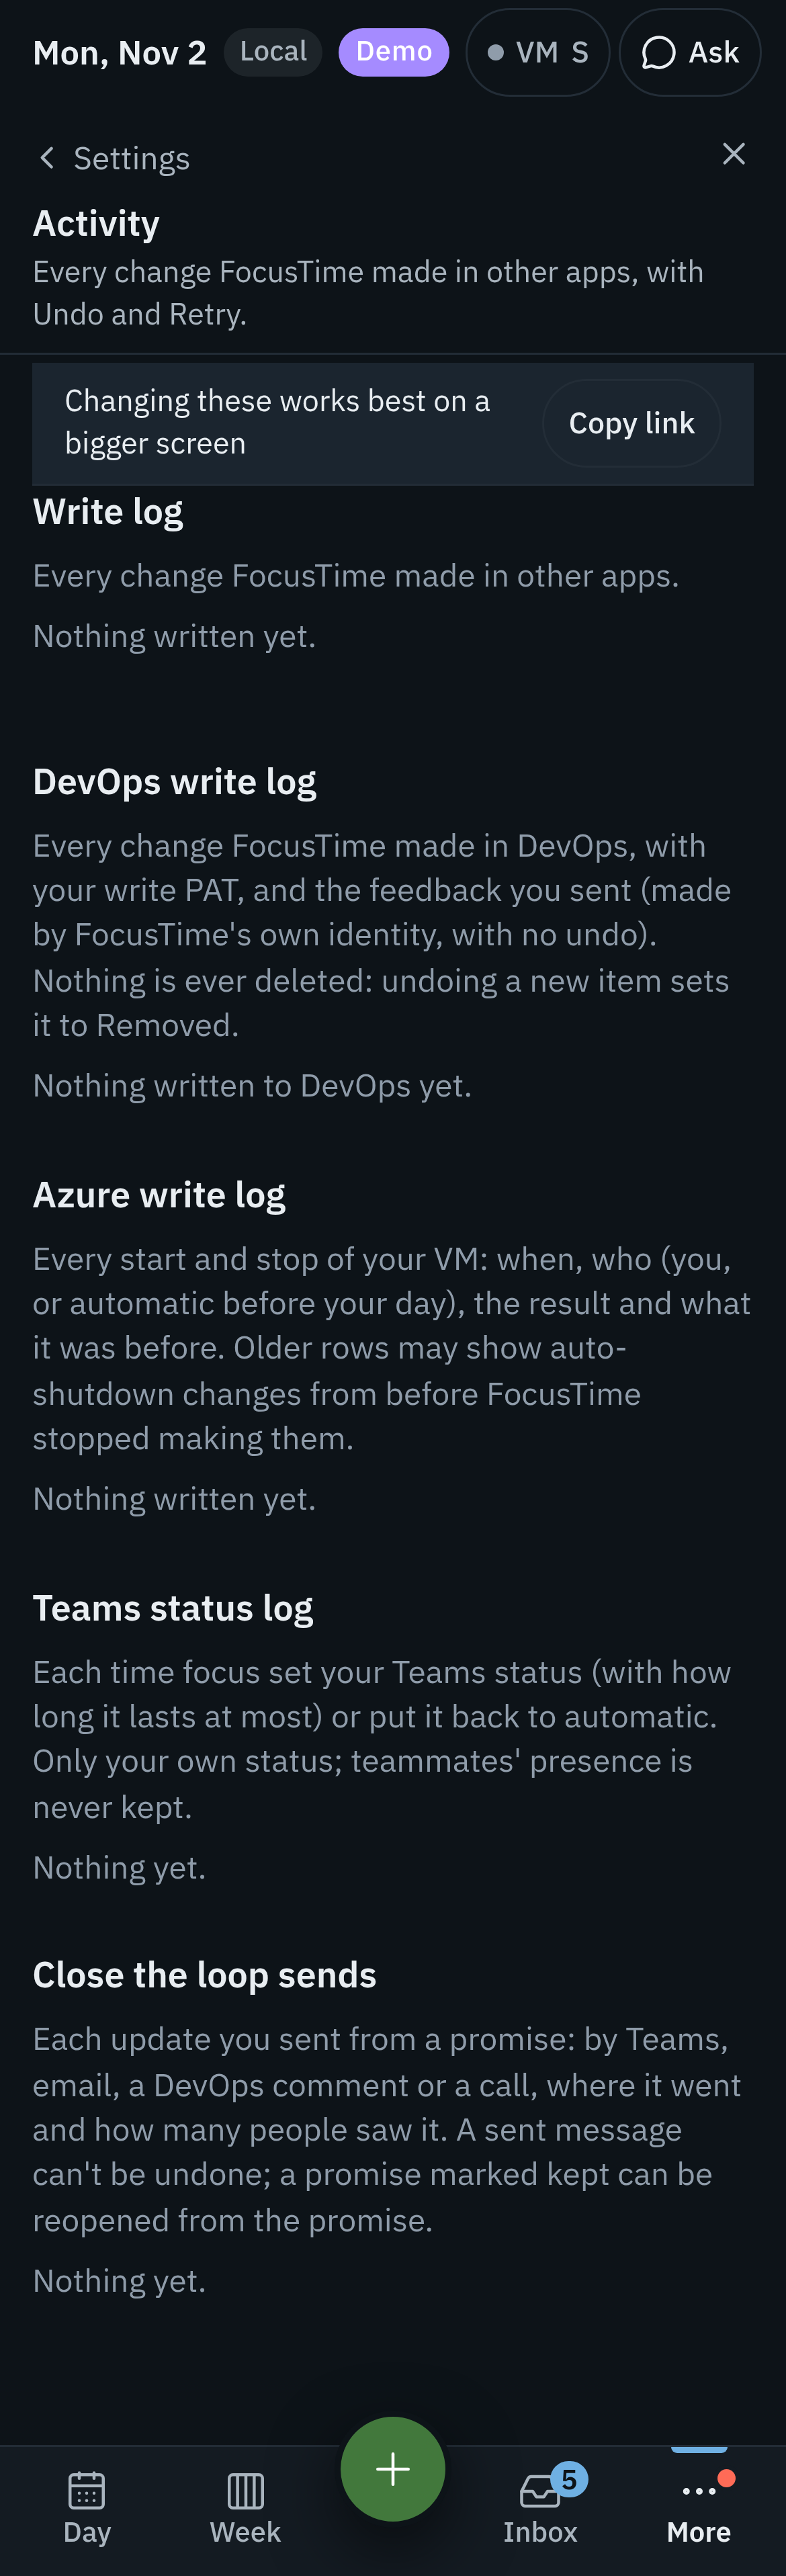 Mon, Nov 2 Local Demo VM S Ask
Settings
Activity
Every change FocusTime made in other apps, with
Undo and Retry.
Changing these works best on a
bigger screen
Copy link
Write log
Every change FocusTime made in other apps.
Nothing written yet.
DevOps write log
Every change FocusTime made in DevOps, with
your write PAT, and the feedback you sent (made
by FocusTime's own identity, with no undo).
Nothing is ever deleted: undoing a new item sets
it to Removed.
Nothing written to DevOps yet.
Azure write log
Every start and stop of your VM: when, who (you,
or automatic before your day), the result and what
it was before. Older rows may show auto-
shutdown changes from before FocusTime
stopped making them.
Nothing written yet.
Teams status log
Each time focus set your Teams status (with how
long it lasts at most) or put it back to automatic.
Only your own status; teammates' presence is
never kept.
Nothing yet.
Close the loop sends
Each update you sent from a promise: by Teams,
email, a DevOps comment or a call, where it went
and how many people saw it. A sent message
can't be undone; a promise marked kept can be
reopened from the promise.
Nothing yet.
5
Day Week Inbox More